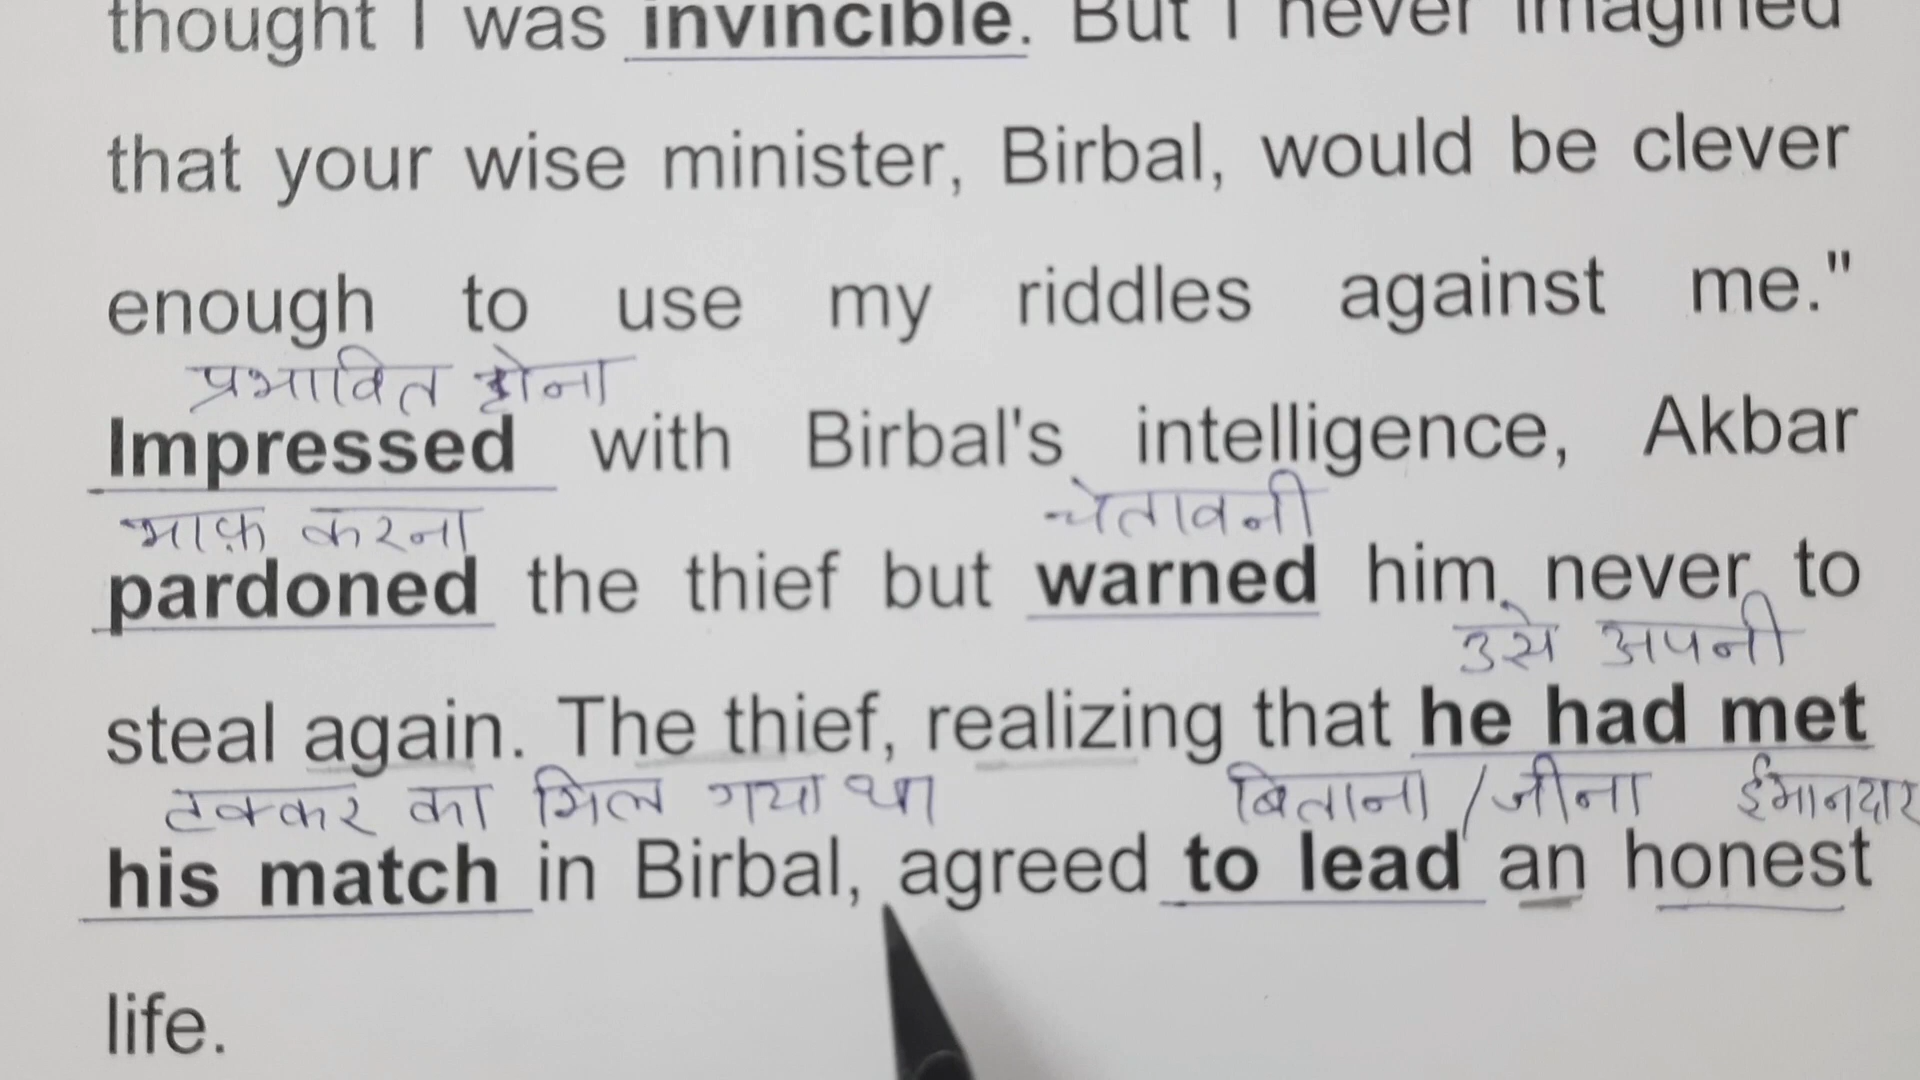 thought I was invincible. But I never imagined
that your wise minister, Birbal, would be clever
enough to use my riddles against me."
प्रभावित होना
Impressed with Birbal's intelligence, Akbar
माफ़ करना चेतावनी
pardoned the thief but warned him never to
उसे अपनी
steal again. The thief, realizing that he had met
टक्कर का मिल गया था बिताना / जीना ईमानदार
his match in Birbal, agreed to lead an honest
life.